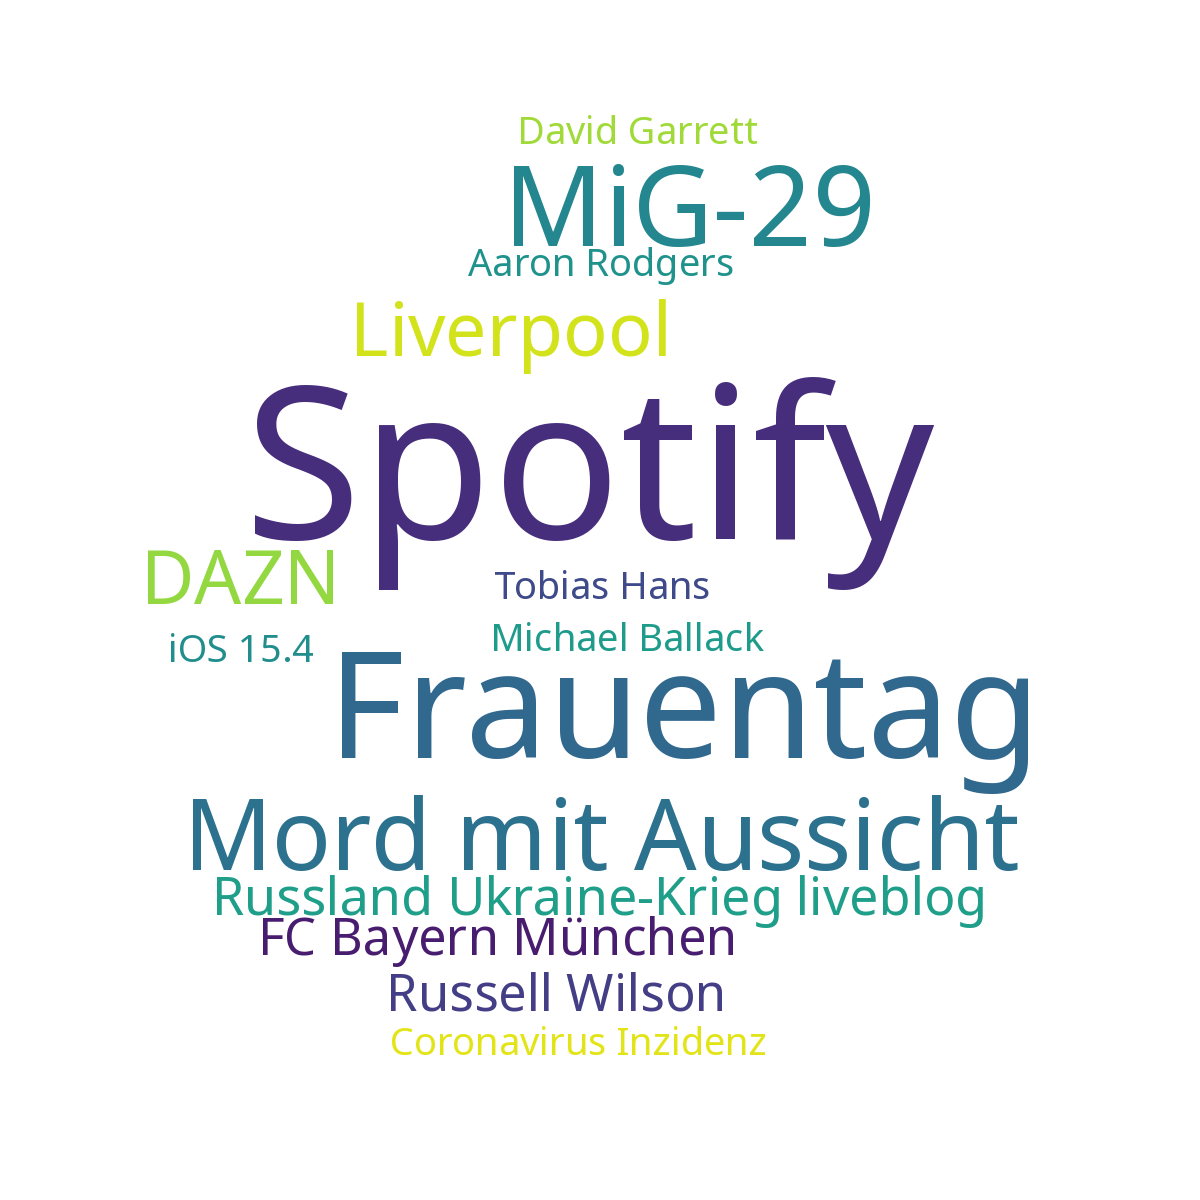 David Garrett
MiG-29
Aaron Rodgers
Liverpool
Spotify
DAZN
Tobias Hans
iOS 15.4
Michael Ballack
Frauentag
Mord mit Aussicht
Russland Ukraine-Krieg liveblog
FC Bayern München
Russell Wilson
Coronavirus Inzidenz